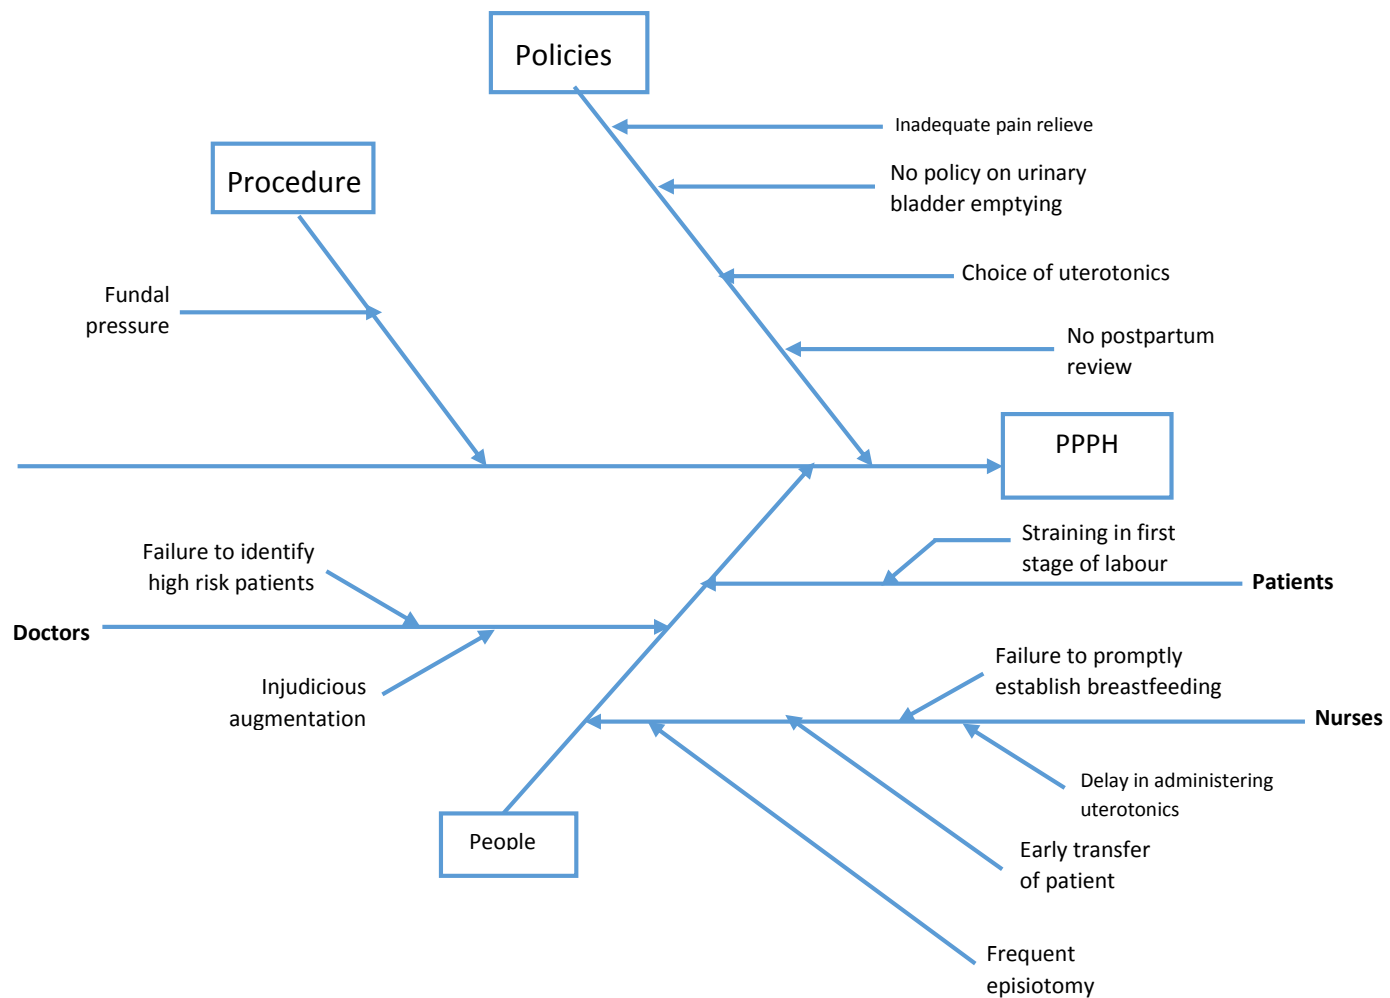 Policies
Inadequate pain relieve
No policy on urinary
bladder emptying
Procedure
Choice of uterotonics
Fundal
pressure
No postpartum
review
PPPH
Straining in first
stage of labour
Patients
Failure to identify
high risk patients
Doctors
Injudicious
augmentation
Failure to promptly
establish breastfeeding
Nurses
Delay in administering
uterotonics
People
Early transfer
of patient
Frequent
episiotomy